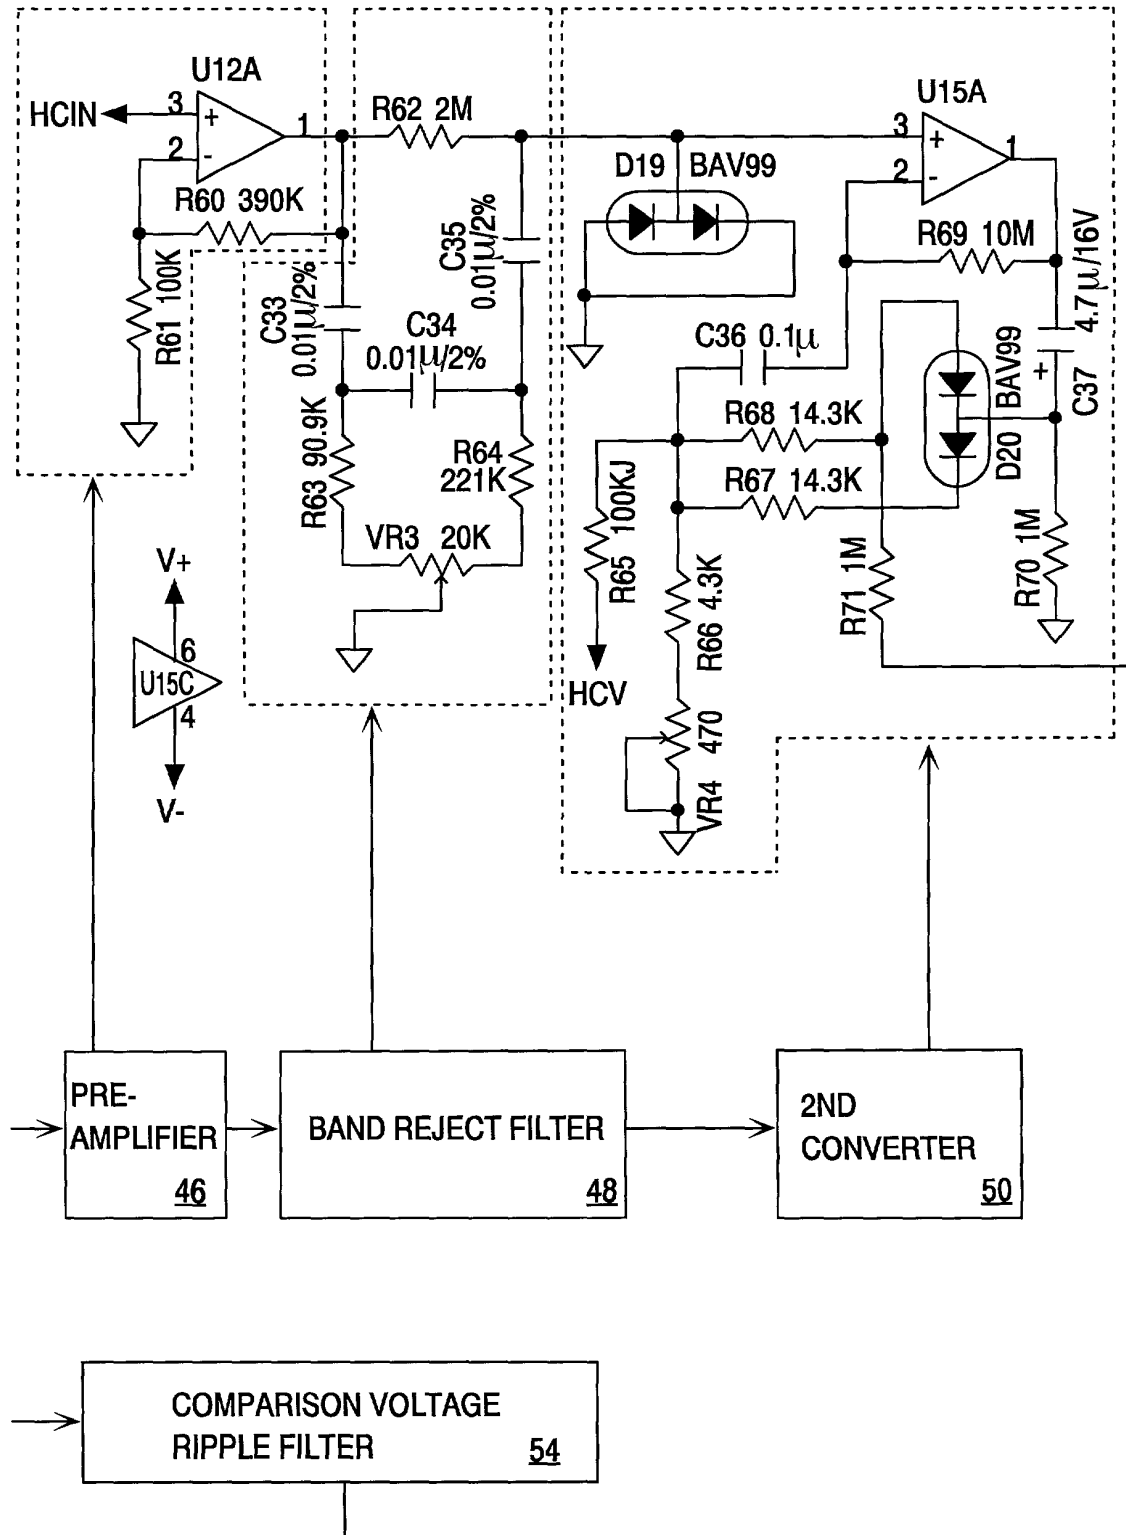 U12A
HCIN
3
+
2
-
1
R60 390K
R61 100K
R62 2M
C33
0.01μ/2%
C34
0.01μ/2%
C35
0.01μ/2%
R63 90.9K
R64
221K
VR3 20K
V+
6
U15C
4
V-
D19 BAV99
U15A
3
+
2
-
1
R69 10M
4.7μ/16V
+
C37
C36 0.1μ
BAV99
D20
R68 14.3K
R67 14.3K
R65 100KJ
HCV
R66 4.3K
VR4 470
R71 1M
R70 1M
PRE-
AMPLIFIER
46
BAND REJECT FILTER
48
2ND
CONVERTER
50
COMPARISON VOLTAGE
RIPPLE FILTER
54